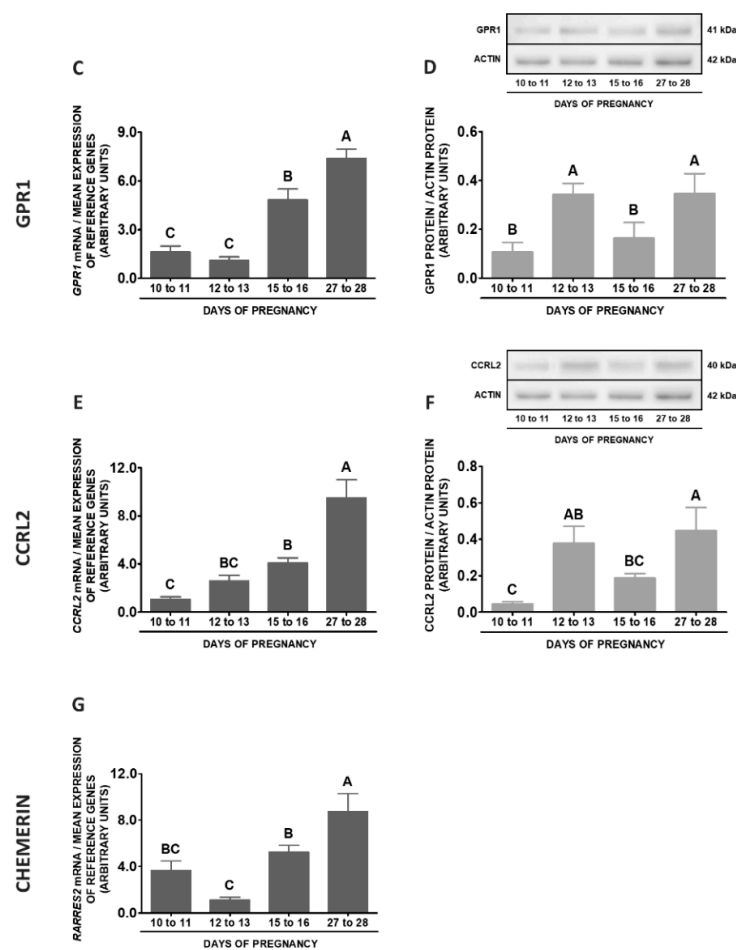 GPR1
C
GPR1 mRNA / MEAN EXPRESSION
OF REFERENCE GENES
(ARBITRARY UNITS)
9.0
6.0
3.0
0.0
C
C
B
A
10 to 11
12 to 13
15 to 16
27 to 28
DAYS OF PREGNANCY
D
GPR1
41 kDa
ACTIN
42 kDa
10 to 11
12 to 13
15 to 16
27 to 28
DAYS OF PREGNANCY
GPR1 PROTEIN / ACTIN PROTEIN
(ARBITRARY UNITS)
0.6
0.4
0.2
0.0
B
A
B
A
10 to 11
12 to 13
15 to 16
27 to 28
DAYS OF PREGNANCY
CCRL2
E
CCRL2 mRNA / MEAN EXPRESSION
OF REFERENCE GENES
(ARBITRARY UNITS)
12.0
8.0
4.0
0.0
C
BC
B
A
10 to 11
12 to 13
15 to 16
27 to 28
DAYS OF PREGNANCY
F
CCRL2
40 kDa
ACTIN
42 kDa
10 to 11
12 to 13
15 to 16
27 to 28
DAYS OF PREGNANCY
CCRL2 PROTEIN / ACTIN PROTEIN
(ARBITRARY UNITS)
0.8
0.6
0.4
0.2
0.0
C
AB
BC
A
10 to 11
12 to 13
15 to 16
27 to 28
DAYS OF PREGNANCY
CHEMERIN
G
RARRES2 mRNA / MEAN EXPRESSION
OF REFERENCE GENES
(ARBITRARY UNITS)
12.0
8.0
4.0
0.0
BC
C
B
A
10 to 11
12 to 13
15 to 16
27 to 28
DAYS OF PREGNANCY